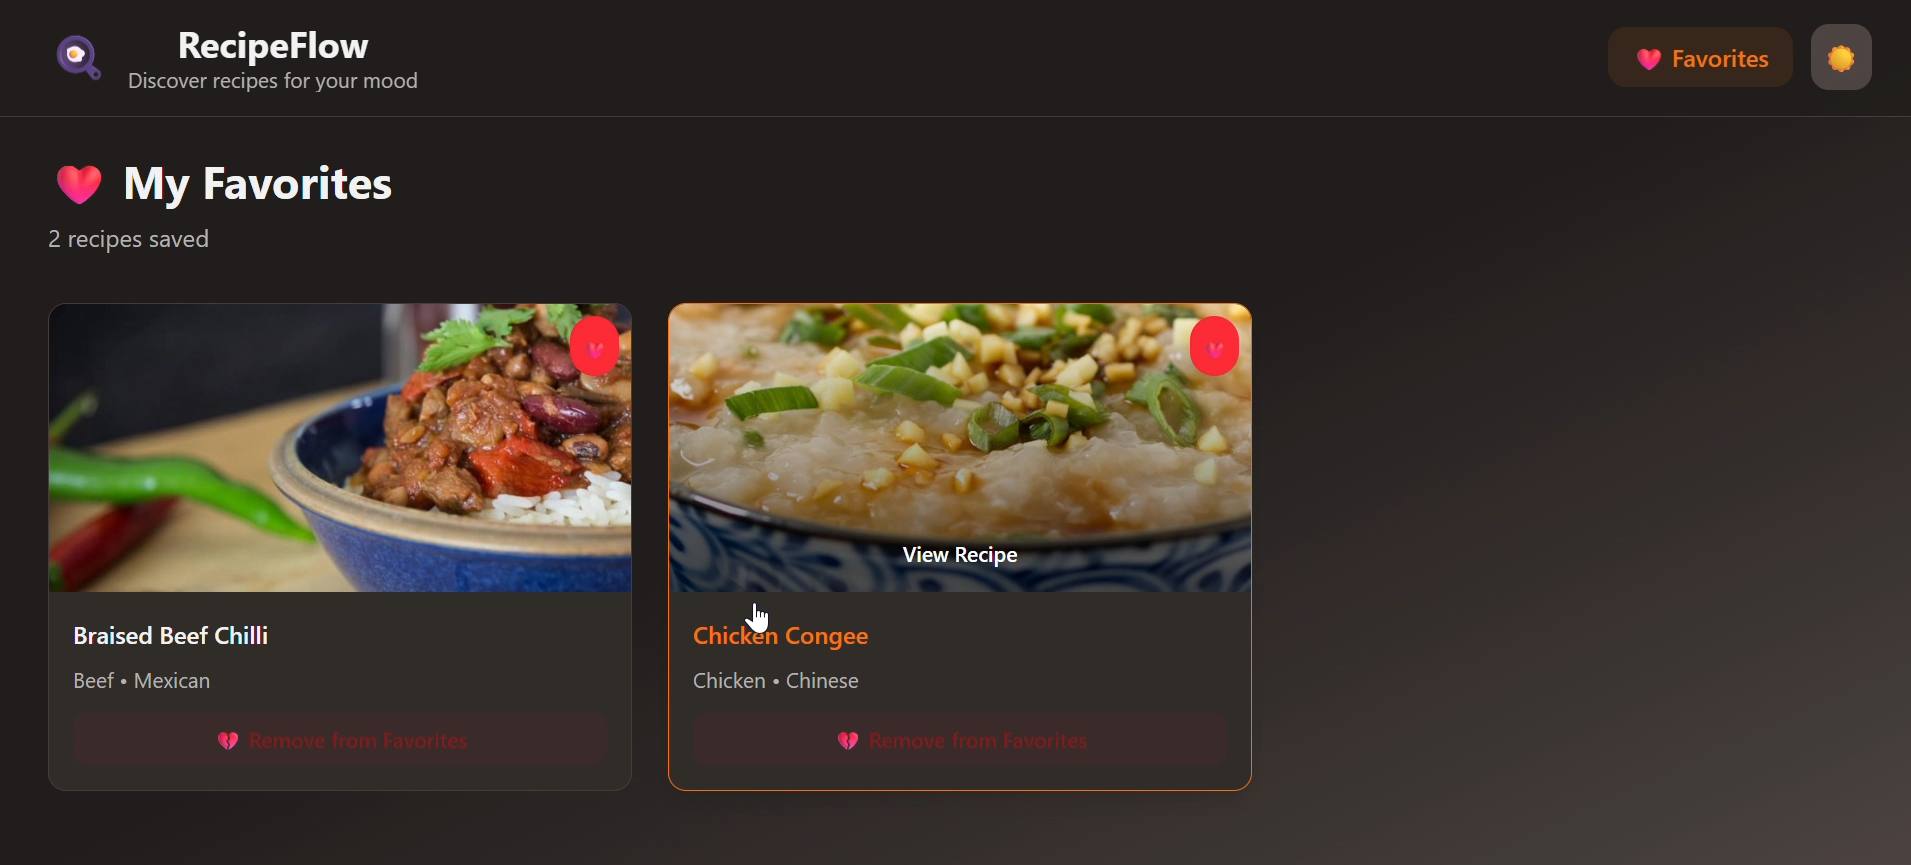 RecipeFlow
Discover recipes for your mood
Favorites
My Favorites
2 recipes saved
View Recipe
Braised Beef Chilli
Beef • Mexican
Remove from Favorites
Chicken Congee
Chicken • Chinese
Remove from Favorites